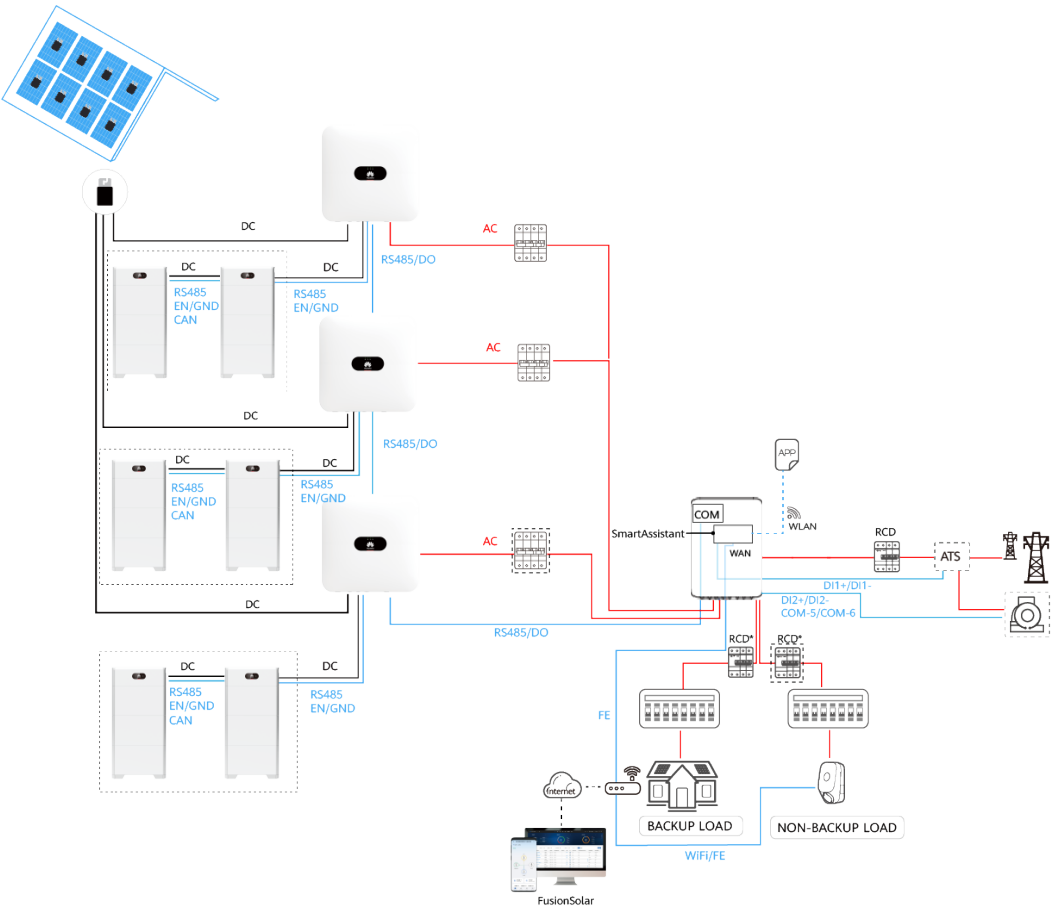 DC
AC
RS485/DO
DC
DC
RS485
EN/GND
CAN
RS485
EN/GND
AC
DC
RS485/DO
DC
DC
RS485
EN/GND
CAN
RS485
EN/GND
APP
WLAN
COM
SmartAssistant
WAN
RCD
ATS
AC
DI1+/DI1-
DI2+/DI2-
COM-5/COM-6
DC
RS485/DO
RCD*
RCD*
DC
DC
RS485
EN/GND
CAN
RS485
EN/GND
FE
Internet
BACKUP LOAD
NON-BACKUP LOAD
WiFi/FE
FusionSolar